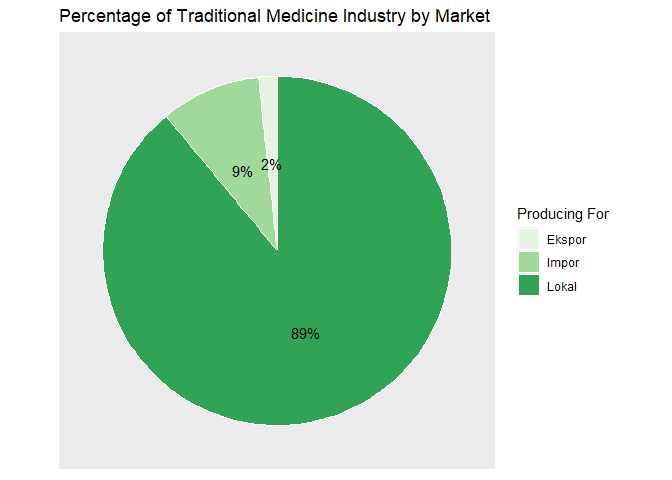 Percentage of Traditional Medicine Industry by Market
2%
9%
89%
Producing For
Ekspor
Impor
Lokal